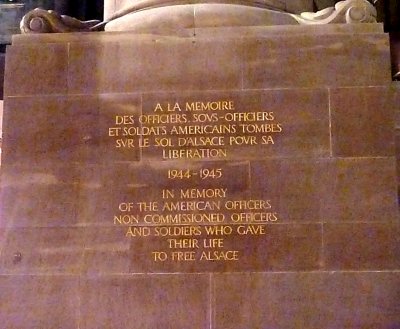 A LA MEMOIRE
DES OFFICIERS, SOVS-OFFICIERS
ET SOLDATS AMERICAINS TOMBES
SVR LE SOL D'ALSACE POVR SA
LIBERATION
1944-1945
IN MEMORY
OF THE AMERICAN OFFICERS
NON COMMISSIONED OFFICERS
AND SOLDIERS WHO GAVE
THEIR LIFE
TO FREE ALSACE